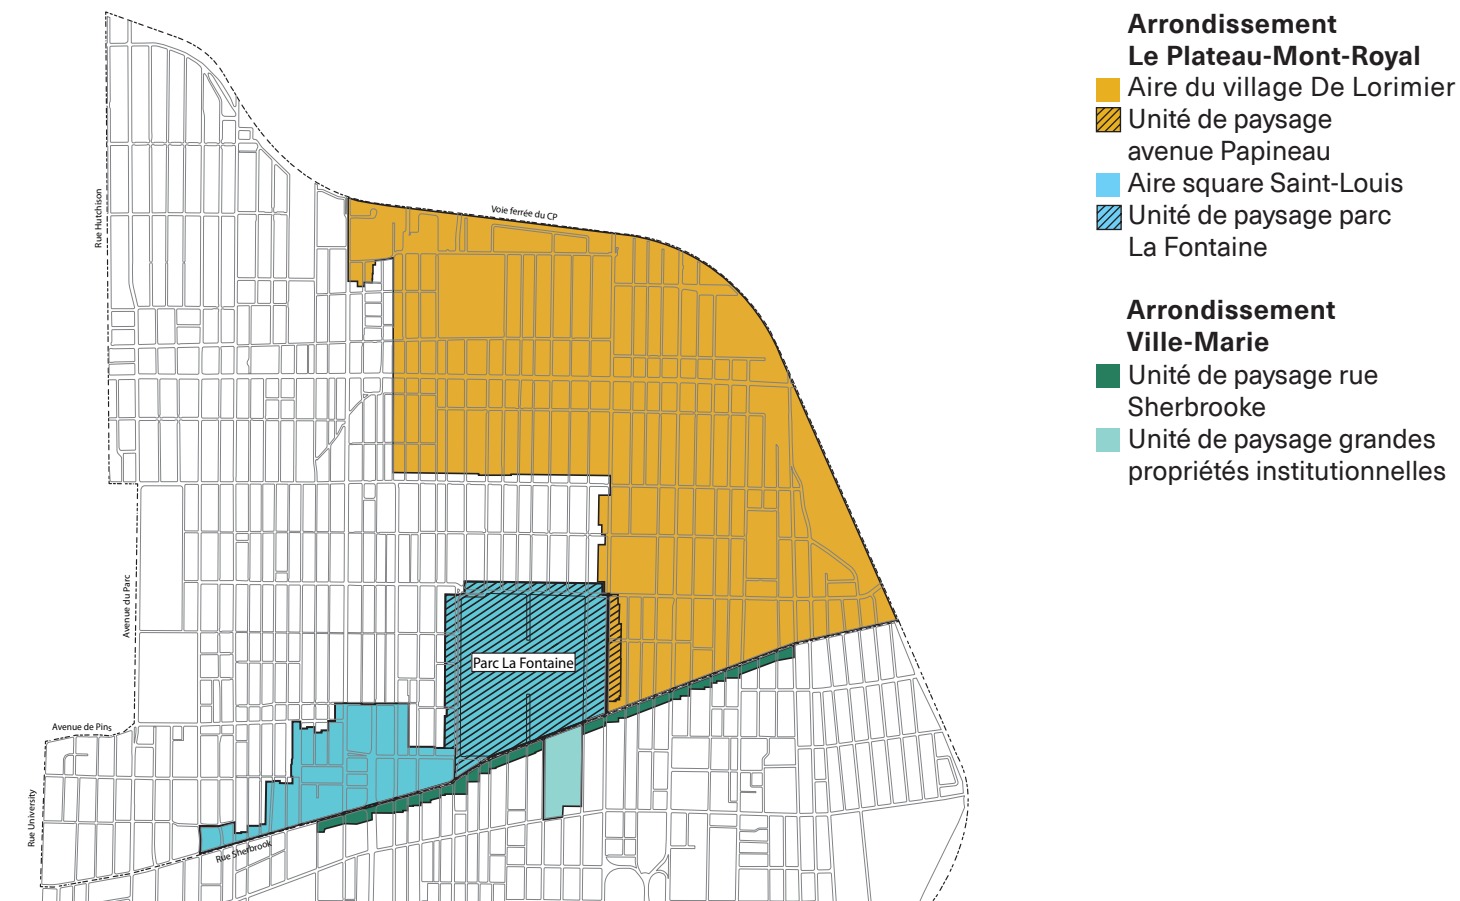 Arrondissement
Le Plateau-Mont-Royal
Aire du village De Lorimier
Unité de paysage
avenue Papineau
Aire square Saint-Louis
Unité de paysage parc
La Fontaine
Arrondissement
Ville-Marie
Unité de paysage rue
Sherbrooke
Unité de paysage grandes
propriétés institutionnelles
Rue Hutchison
Voie ferrée du CP
Avenue du Parc
Parc La Fontaine
Avenue de Pins
Rue University
Rue Sherbrook